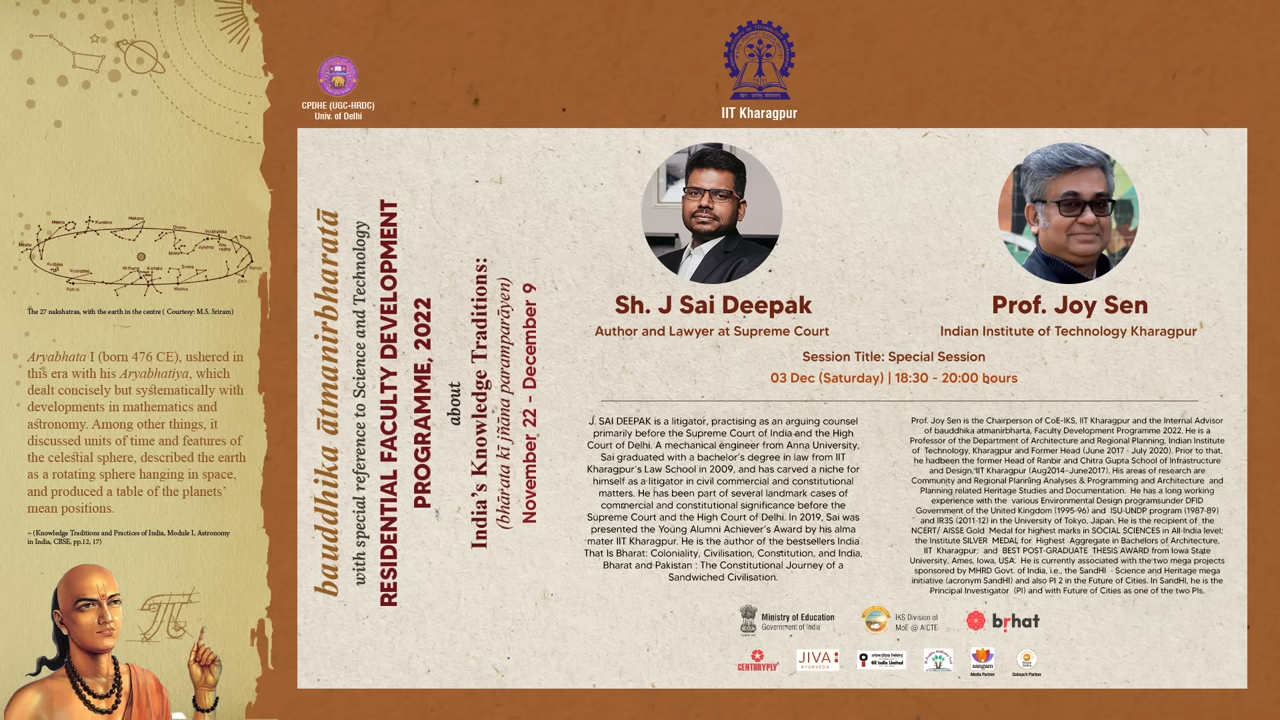 CPDHE (UGC-HRDC)
Univ. of Delhi
IIT Kharagpur
The 27 nakshatras, with the earth in the centre ( Courtesy: M.S. Sriram)
Aryabhata I (born 476 CE), ushered in
this era with his Aryabhatiya, which
dealt concisely but systematically with
developments in mathematics and
astronomy. Among other things, it
discussed units of time and features of
the celestial sphere, described the earth
as a rotating sphere hanging in space,
and produced a table of the planets’
mean positions.
~ (Knowledge Traditions and Practices of India, Module I, Astronomy
in India, CBSE, pp.12, 17)
bauddhika ātmanirbharatā
with special reference to Science and Technology
RESIDENTIAL FACULTY DEVELOPMENT
PROGRAMME, 2022
about
India’s Knowledge Traditions:
(bhārata kī jñāna paramparāyen)
November 22 - December 9
Sh. J Sai Deepak
Author and Lawyer at Supreme Court
Prof. Joy Sen
Indian Institute of Technology Kharagpur
Session Title: Special Session
03 Dec (Saturday) | 18:30 - 20:00 hours
J. SAI DEEPAK is a litigator, practising as an arguing counsel
primarily before the Supreme Court of India and the High
Court of Delhi. A mechanical engineer from Anna University,
Sai graduated with a bachelor’s degree in law from IIT
Kharagpur’s Law School in 2009, and has carved a niche for
himself as a litigator in civil commercial and constitutional
matters. He has been part of several landmark cases of
commercial and constitutional significance before the
Supreme Court and the High Court of Delhi. In 2019, Sai was
presented the Young Alumni Achiever’s Award by his alma
mater IIT Kharagpur. He is the author of the bestsellers India
That Is Bharat: Coloniality, Civilisation, Constitution, and India,
Bharat and Pakistan : The Constitutional Journey of a
Sandwiched Civilisation.
Prof. Joy Sen is the Chairperson of CoE-IKS, IIT Kharagpur and the Internal Advisor
of bauddhika atmanirbarta, Faculty Development Programme 2022. He is a
Professor of the Department of Architecture and Regional Planning, Indian Institute
of Technology, Kharagpur and Former Head (June 2017 - July 2020). Prior to that,
he hadbeen the former Head of Ranbir and Chitra Gupta School of Infrastructure
and Design, IIT Kharagpur (Aug2014-June2017). His areas of research are
Community and Regional Planning Analyses & Programming and Architecture and
Planning related Heritage Studies and Documentation. He has a long working
experience with the various Environmental Design programsunder DFID
Government of the United Kingdom (1995-96) and ISU-UNDP program (1987-89)
and IR3S (2011-12) in the University of Tokyo, Japan. He is the recipient of the
NCERT/ AISSE Gold Medal for highest marks in SOCIAL SCIENCES in All-India level;
the Institute SILVER MEDAL for Highest Aggregate in Bachelors of Architecture,
IIT Kharagpur; and BEST POST-GRADUATE THESIS AWARD from Iowa State
University, Ames, Iowa, USA. He is currently associated with the two mega projects
sponsored by MHRD Govt. of India, i.e., the SandHI - Science and Heritage mega
initiative (acronym SandHI) and also PI 2 in the Future of Cities. In SandHI, he is the
Principal Investigator (PI) and with Future of Cities as one of the two PIs.
Ministry of Education
Government of India
IKS Division of
MoE @ AICTE
brhat
CENTURYPLY
JIVA
AYURVEDA
Oil India Limited
sangam
Media Partner
Outreach Partner